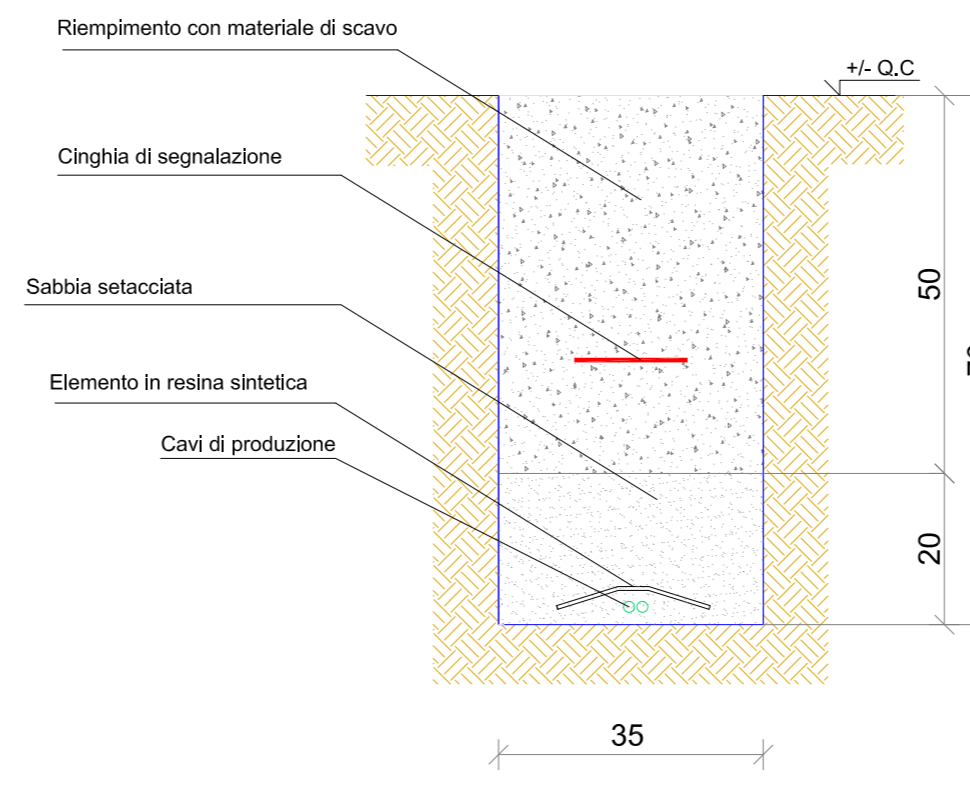 Riempimento con materiale di scavo
+/- Q.C
Cinghia di segnalazione
50
Sabbia setacciata
Elemento in resina sintetica
Cavi di produzione
20
35